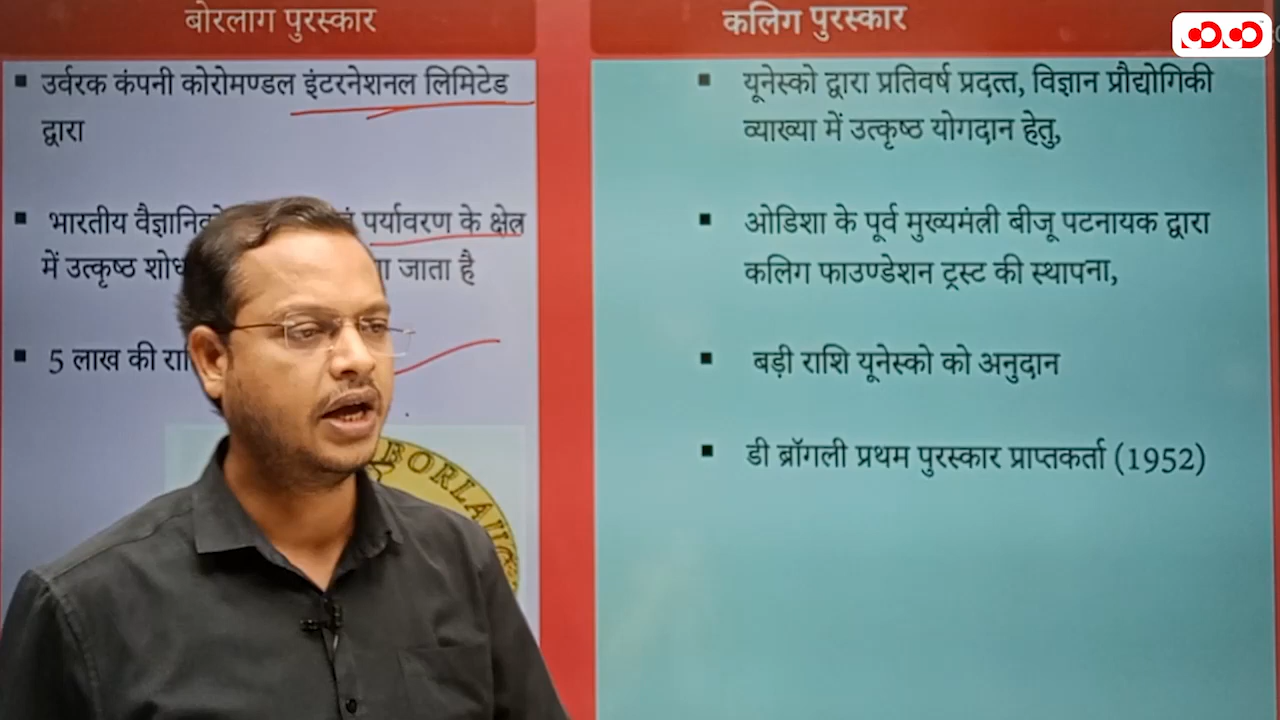 बोरलाग पुरस्कार
उर्वरक कंपनी कोरोमण्डल इंटरनेशनल लिमिटेड
द्वारा
भारतीय पर्यावरण के क्षेत्र
में उत्कृष्ठ जाता है
5 लाख की
BORLAUG
कलिग पुरस्कार
यूनेस्को द्वारा प्रतिवर्ष प्रदत्त, विज्ञान प्रौद्योगिकी
व्याख्या में उत्कृष्ठ योगदान हेतु,
ओडिशा के पूर्व मुख्यमंत्री बीजू पटनायक द्वारा
कलिग फाउण्डेशन ट्रस्ट की स्थापना,
बड़ी राशि यूनेस्को को अनुदान
डी ब्रॉगली प्रथम पुरस्कार प्राप्तकर्ता (1952)